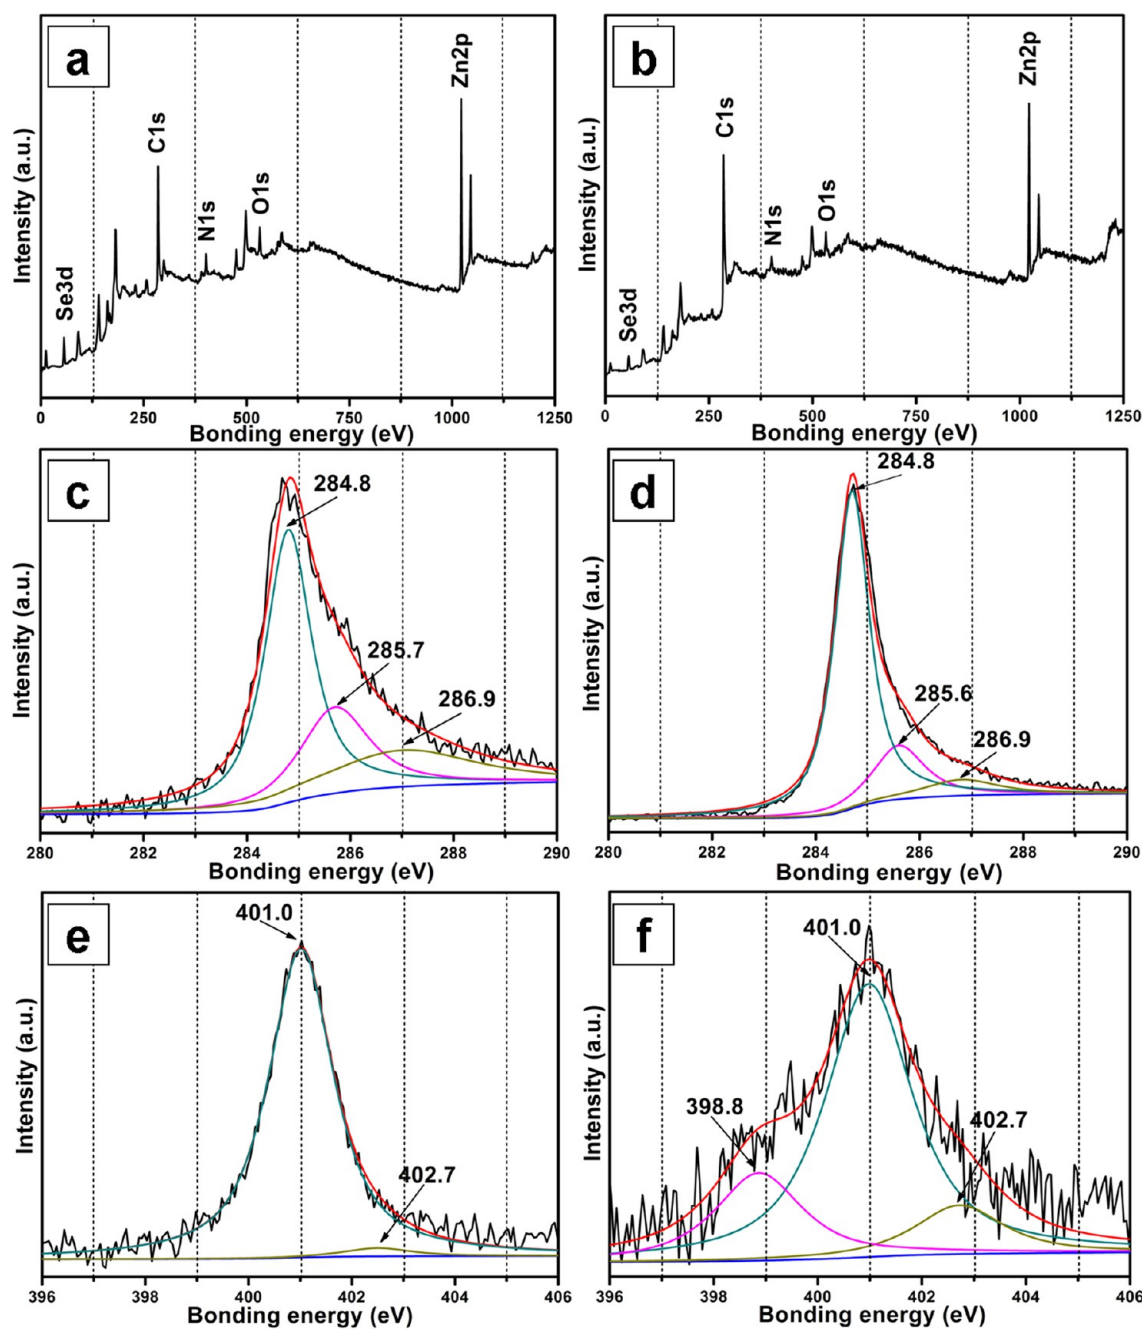 a
Intensity (a.u.)
Se3d
C1s
N1s
O1s
Zn2p
0 250 500 750 1000 1250
Bonding energy (eV)
b
Intensity (a.u.)
Se3d
C1s
N1s
O1s
Zn2p
0 250 500 750 1000 1250
Bonding energy (eV)
c
Intensity (a.u.)
284.8
285.7
286.9
280 282 284 286 288 290
Bonding energy (eV)
d
Intensity (a.u.)
284.8
285.6
286.9
280 282 284 286 288 290
Bonding energy (eV)
e
Intensity (a.u.)
401.0
402.7
396 398 400 402 404 406
Bonding energy (eV)
f
Intensity (a.u.)
401.0
398.8
402.7
396 398 400 402 404 406
Bonding energy (eV)